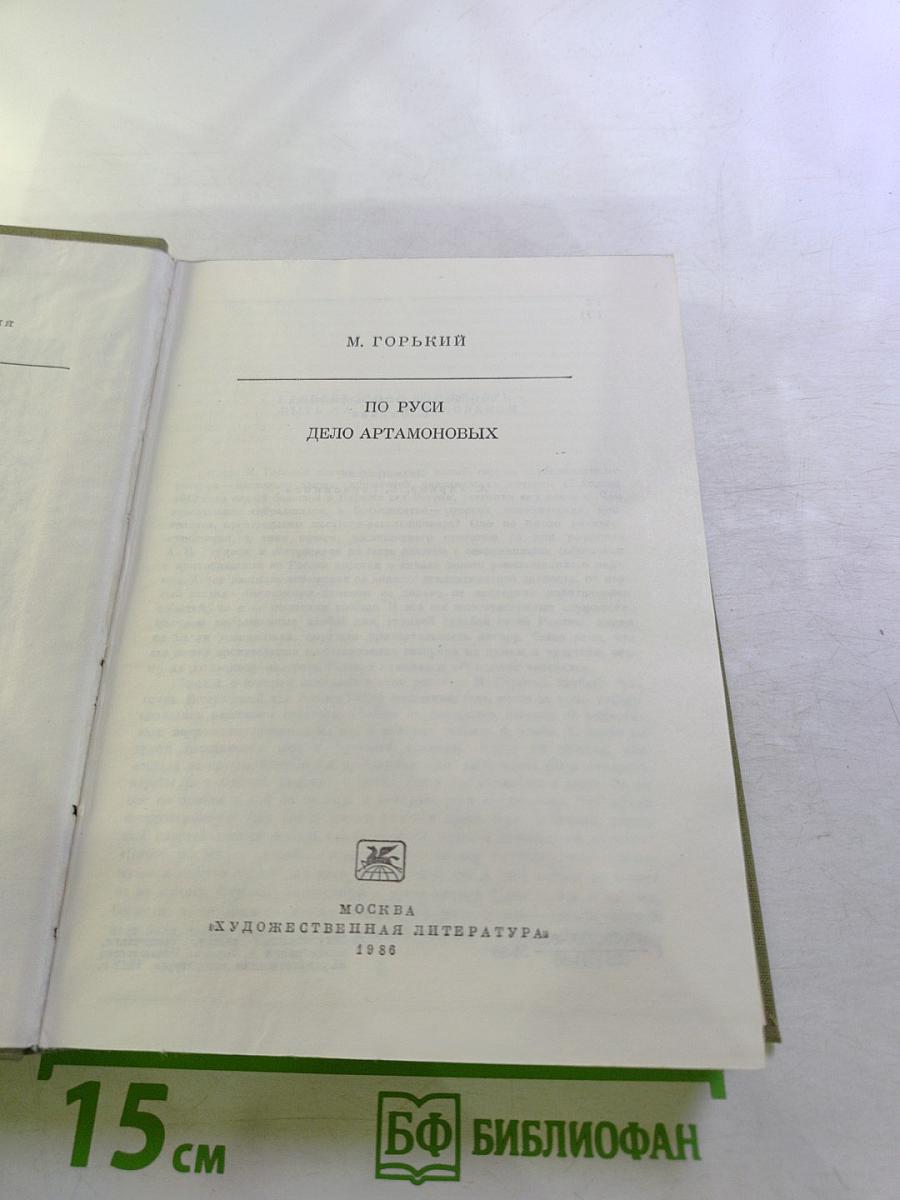 М. ГОРЬКИЙ
ПО РУСИ
ДЕЛО АРТАМОНОВЫХ
МОСКВА
«ХУДОЖЕСТВЕННАЯ ЛИТЕРАТУРА»
1986
15 см
БФ БИБЛИОФАН